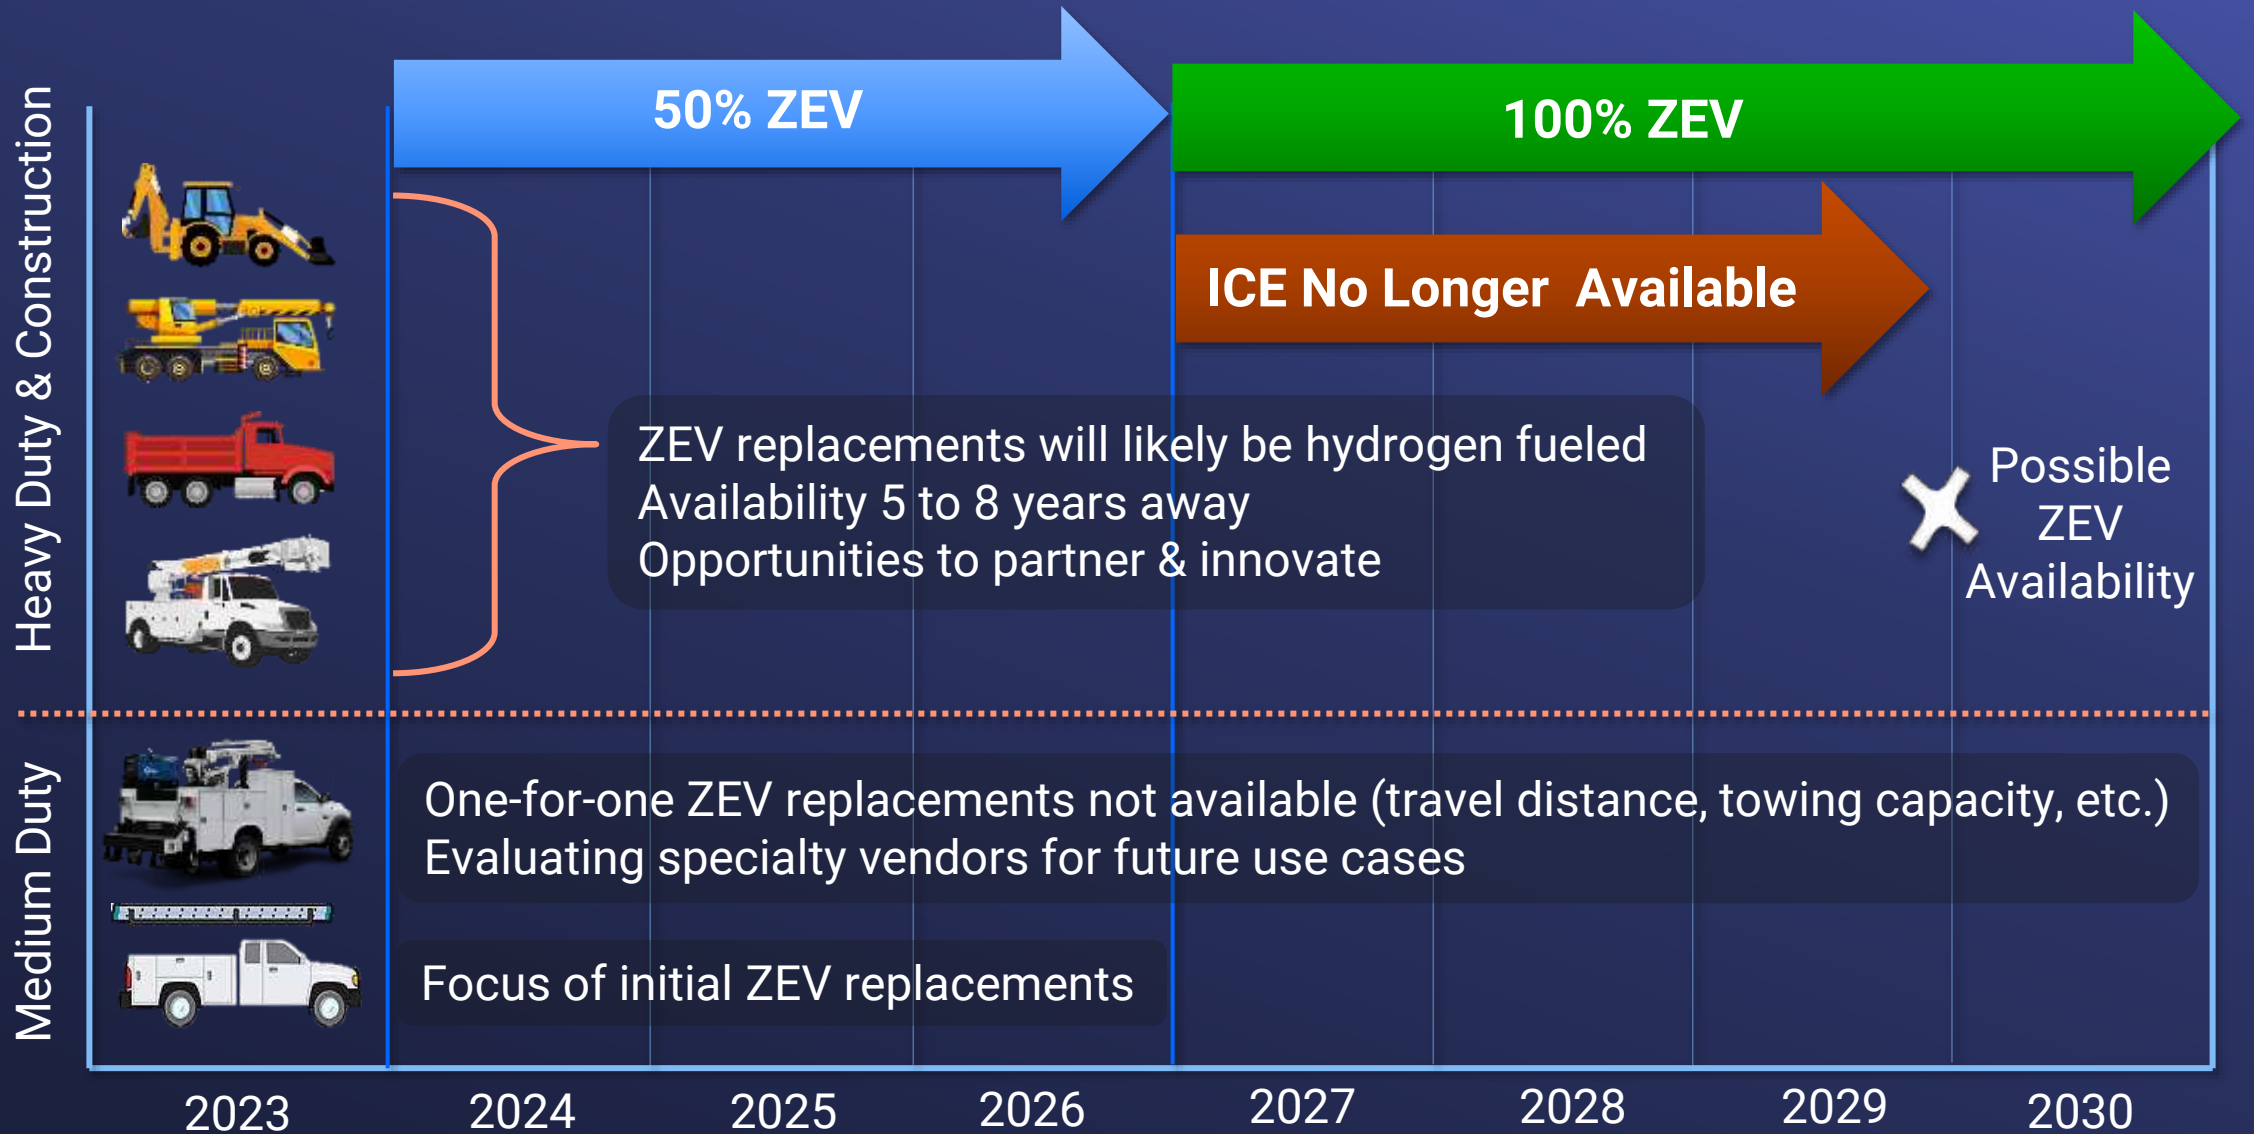 50% ZEV
100% ZEV
ICE No Longer  Available
Heavy Duty & Construction
ZEV replacements will likely be hydrogen fueled
Availability 5 to 8 years away
Opportunities to partner & innovate
Possible
ZEV
Availability
Medium Duty
One-for-one ZEV replacements not available (travel distance, towing capacity, etc.)
Evaluating specialty vendors for future use cases
Focus of initial ZEV replacements
2023 2024 2025 2026 2027 2028 2029 2030